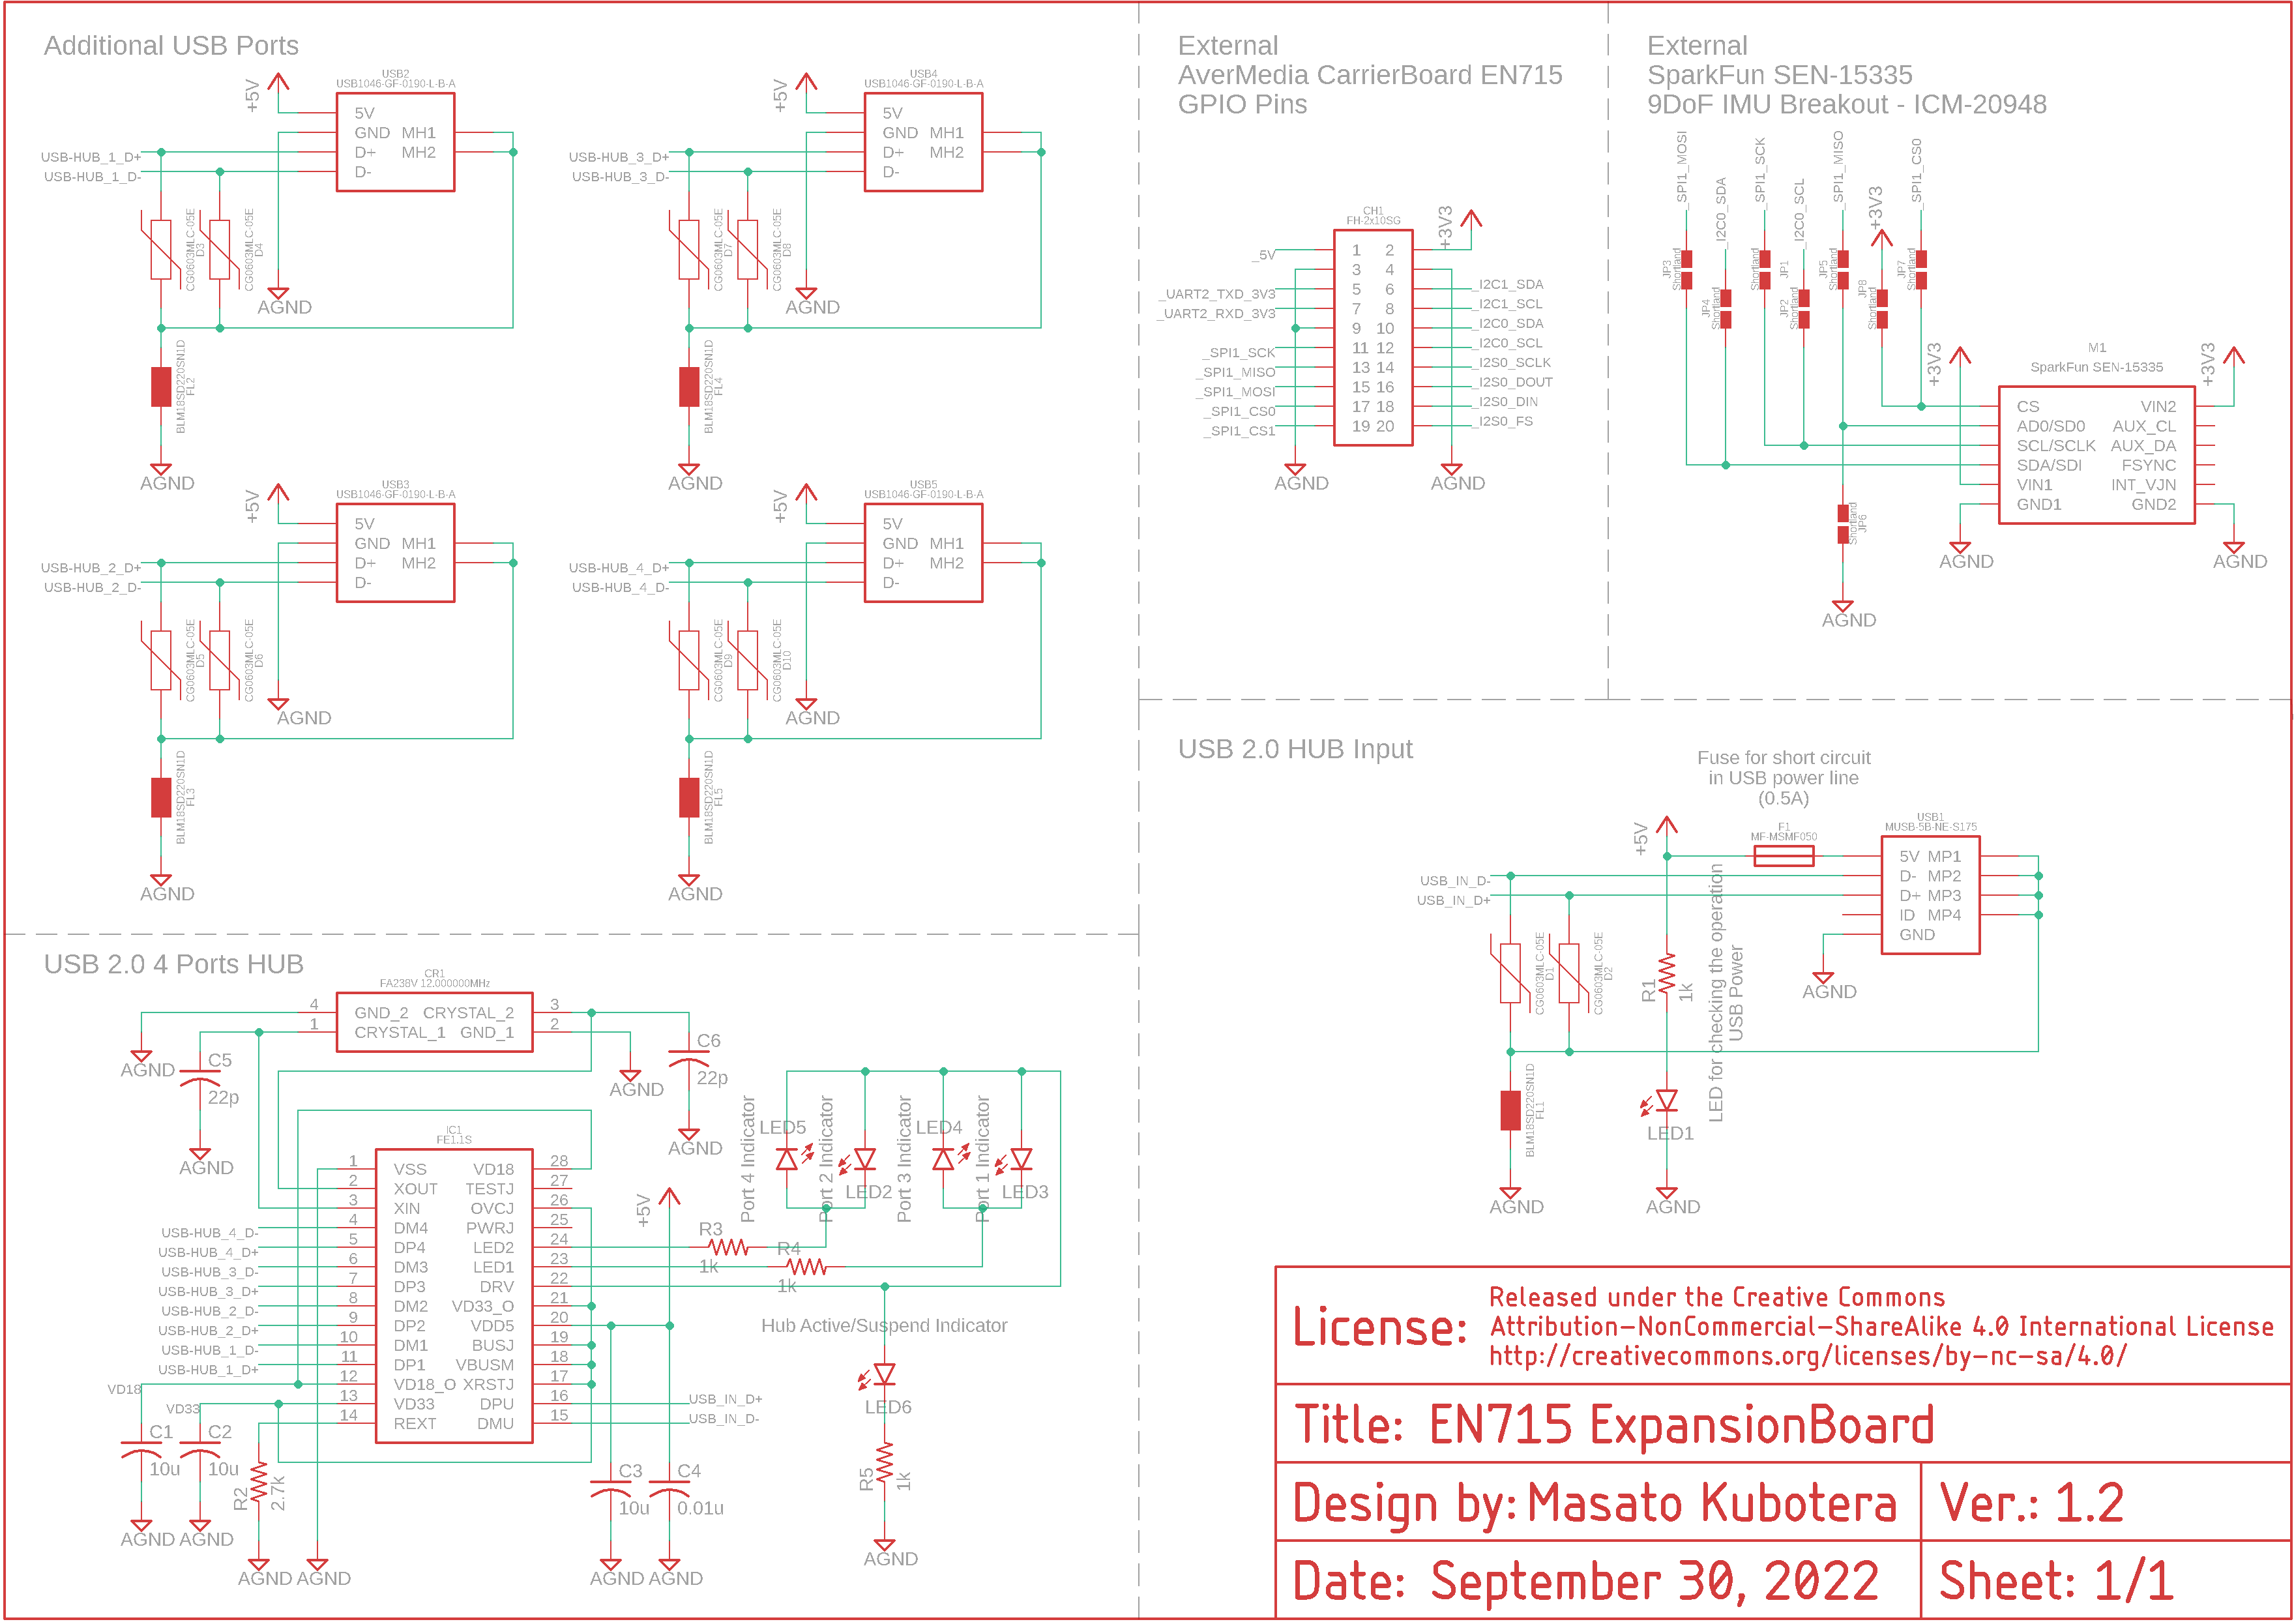 Additional USB Ports
USB2
USB1046-GF-0190-L-B-A
+5V
5V
GND MH1
D+ MH2
D-
USB-HUB_1_D+
USB-HUB_1_D-
CG0603MLC-05E
D3
CG0603MLC-05E
D4
AGND
BLM18SD220SN1D
FL2
AGND
USB4
USB1046-GF-0190-L-B-A
+5V
5V
GND MH1
D+ MH2
D-
USB-HUB_3_D+
USB-HUB_3_D-
CG0603MLC-05E
D7
CG0603MLC-05E
D8
AGND
BLM18SD220SN1D
FL4
AGND
USB3
USB1046-GF-0190-L-B-A
+5V
5V
GND MH1
D+ MH2
D-
USB-HUB_2_D+
USB-HUB_2_D-
CG0603MLC-05E
D5
CG0603MLC-05E
D6
AGND
BLM18SD220SN1D
FL3
AGND
USB5
USB1046-GF-0190-L-B-A
+5V
5V
GND MH1
D+ MH2
D-
USB-HUB_4_D+
USB-HUB_4_D-
CG0603MLC-05E
D9
CG0603MLC-05E
D10
AGND
BLM18SD220SN1D
FL5
AGND
External
AverMedia CarrierBoard EN715
GPIO Pins
CH1
FH-2x10SG
+3V3
_5V
1 2
3 4
5 6
7 8
9 10
11 12
13 14
15 16
17 18
19 20
_UART2_TXD_3V3
_UART2_RXD_3V3
_SPI1_SCK
_SPI1_MISO
_SPI1_MOSI
_SPI1_CS0
_SPI1_CS1
_I2C1_SDA
_I2C1_SCL
_I2C0_SDA
_I2C0_SCL
_I2S0_SCLK
_I2S0_DOUT
_I2S0_DIN
_I2S0_FS
AGND
AGND
External
SparkFun SEN-15335
9DoF IMU Breakout - ICM-20948
_SPI1_MOSI
_I2C0_SDA
_SPI1_SCK
_I2C0_SCL
_SPI1_MISO
+3V3
_SPI1_CS0
JP3
Shortland
JP4
Shortland
JP1
Shortland
JP2
Shortland
JP5
Shortland
JP8
Shortland
JP7
Shortland
+3V3
M1
SparkFun SEN-15335
+3V3
CS VIN2
AD0/SD0 AUX_CL
SCL/SCLK AUX_DA
SDA/SDI FSYNC
VIN1 INT_VJN
GND1 GND2
Shortland
JP6
AGND
AGND
AGND
USB 2.0 HUB Input
Fuse for short circuit
in USB power line
(0.5A)
+5V
F1
MF-MSMF050
USB1
MUSB-5B-NE-S175
5V MP1
D- MP2
D+ MP3
ID MP4
GND
USB_IN_D-
USB_IN_D+
CG0603MLC-05E
D1
CG0603MLC-05E
D2
R1
1k
LED for checking the operation
USB Power
AGND
BLM18SD220SN1D
FL1
LED1
AGND
AGND
USB 2.0 4 Ports HUB
CR1
FA238V 12.000000MHz
4 GND_2 CRYSTAL_2 3
1 CRYSTAL_1 GND_1 2
AGND
C5
22p
AGND
AGND
C6
22p
AGND
IC1
FE1.1S
1 VSS VD18 28
2 XOUT TESTJ 27
3 XIN OVCJ 26
4 DM4 PWRJ 25
5 DP4 LED2 24
6 DM3 LED1 23
7 DP3 DRV 22
8 DM2 VD33_O 21
9 DP2 VDD5 20
10 DM1 BUSJ 19
11 DP1 VBUSM 18
12 VD18_O XRSTJ 17
13 VD33 DPU 16
14 REXT DMU 15
USB-HUB_4_D-
USB-HUB_4_D+
USB-HUB_3_D-
USB-HUB_3_D+
USB-HUB_2_D-
USB-HUB_2_D+
USB-HUB_1_D-
USB-HUB_1_D+
VD18
VD33
C1
10u
C2
10u
R2
2.7k
AGND AGND
AGND AGND
Port 4 Indicator
LED5
Port 2 Indicator
LED2
Port 3 Indicator
LED4
Port 1 Indicator
LED3
+5V
R3
1k
R4
1k
Hub Active/Suspend Indicator
USB_IN_D+
USB_IN_D-
C3
10u
C4
0.01u
AGND AGND
LED6
R5
1k
AGND
License:
Released under the Creative Commons
Attribution-NonCommercial-ShareAlike 4.0 International License
http://creativecommons.org/licenses/by-nc-sa/4.0/
Title: EN715 ExpansionBoard
Design by: Masato Kubotera
Ver.: 1.2
Date: September 30, 2022
Sheet: 1/1